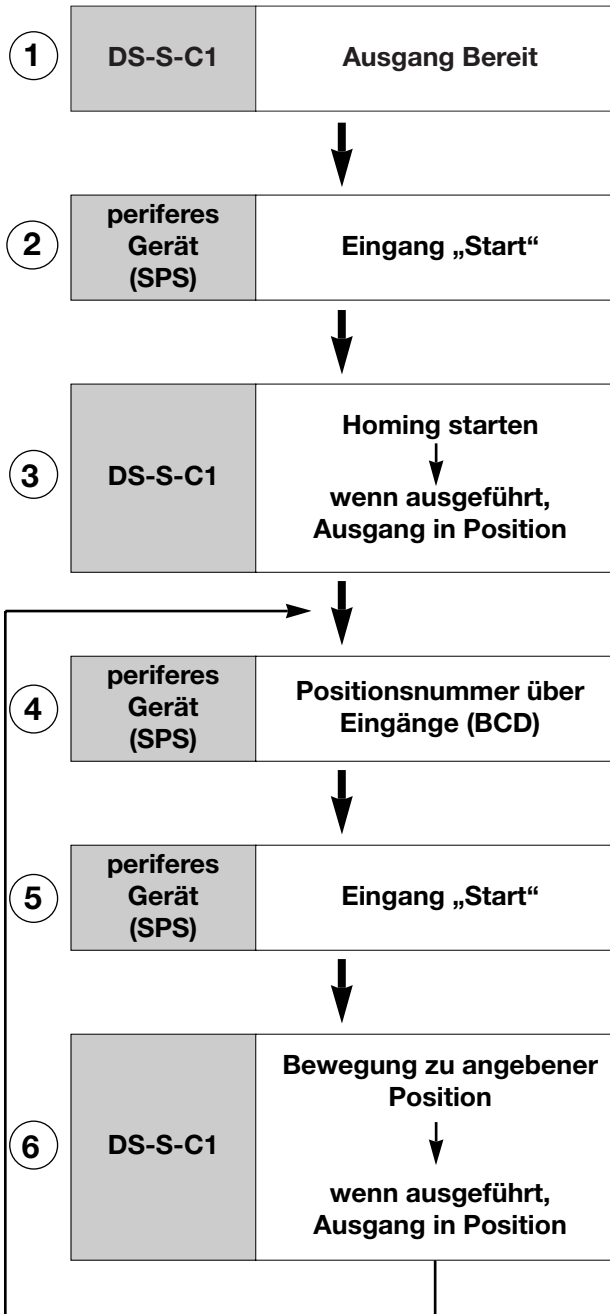 1
DS-S-C1
Ausgang Bereit
2
periferes
Gerät
(SPS)
Eingang „Start“
3
DS-S-C1
Homing starten
wenn ausgeführt,
Ausgang in Position
4
periferes
Gerät
(SPS)
Positionsnummer über
Eingänge (BCD)
5
periferes
Gerät
(SPS)
Eingang „Start“
6
DS-S-C1
Bewegung zu angebener
Position
wenn ausgeführt,
Ausgang in Position